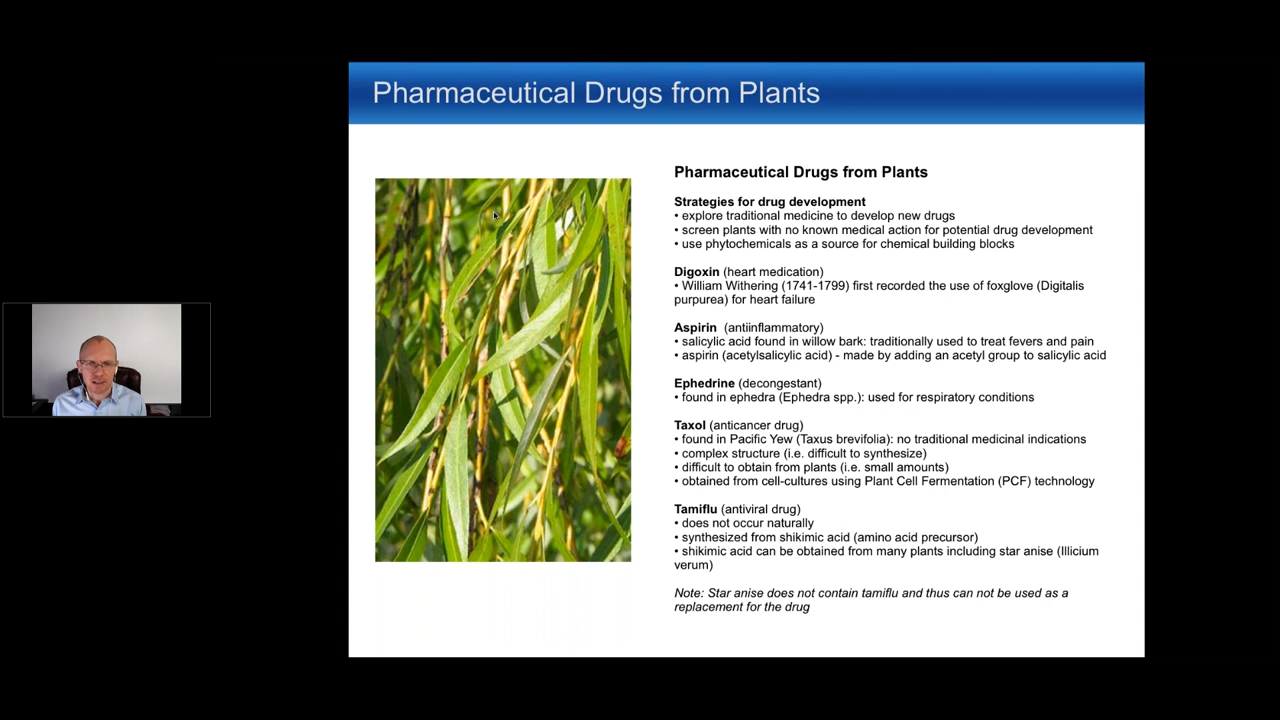 Pharmaceutical Drugs from Plants
Pharmaceutical Drugs from Plants
Strategies for drug development
• explore traditional medicine to develop new drugs
• screen plants with no known medical action for potential drug development
• use phytochemicals as a source for chemical building blocks
Digoxin (heart medication)
• William Withering (1741-1799) first recorded the use of foxglove (Digitalis
purpurea) for heart failure
Aspirin (antiinflammatory)
• salicylic acid found in willow bark: traditionally used to treat fevers and pain
• aspirin (acetylsalicylic acid) - made by adding an acetyl group to salicylic acid
Ephedrine (decongestant)
• found in ephedra (Ephedra spp.): used for respiratory conditions
Taxol (anticancer drug)
• found in Pacific Yew (Taxus brevifolia): no traditional medicinal indications
• complex structure (i.e. difficult to synthesize)
• difficult to obtain from plants (i.e. small amounts)
• obtained from cell-cultures using Plant Cell Fermentation (PCF) technology
Tamiflu (antiviral drug)
• does not occur naturally
• synthesized from shikimic acid (amino acid precursor)
• shikimic acid can be obtained from many plants including star anise (Illicium
verum)
Note: Star anise does not contain tamiflu and thus can not be used as a
replacement for the drug